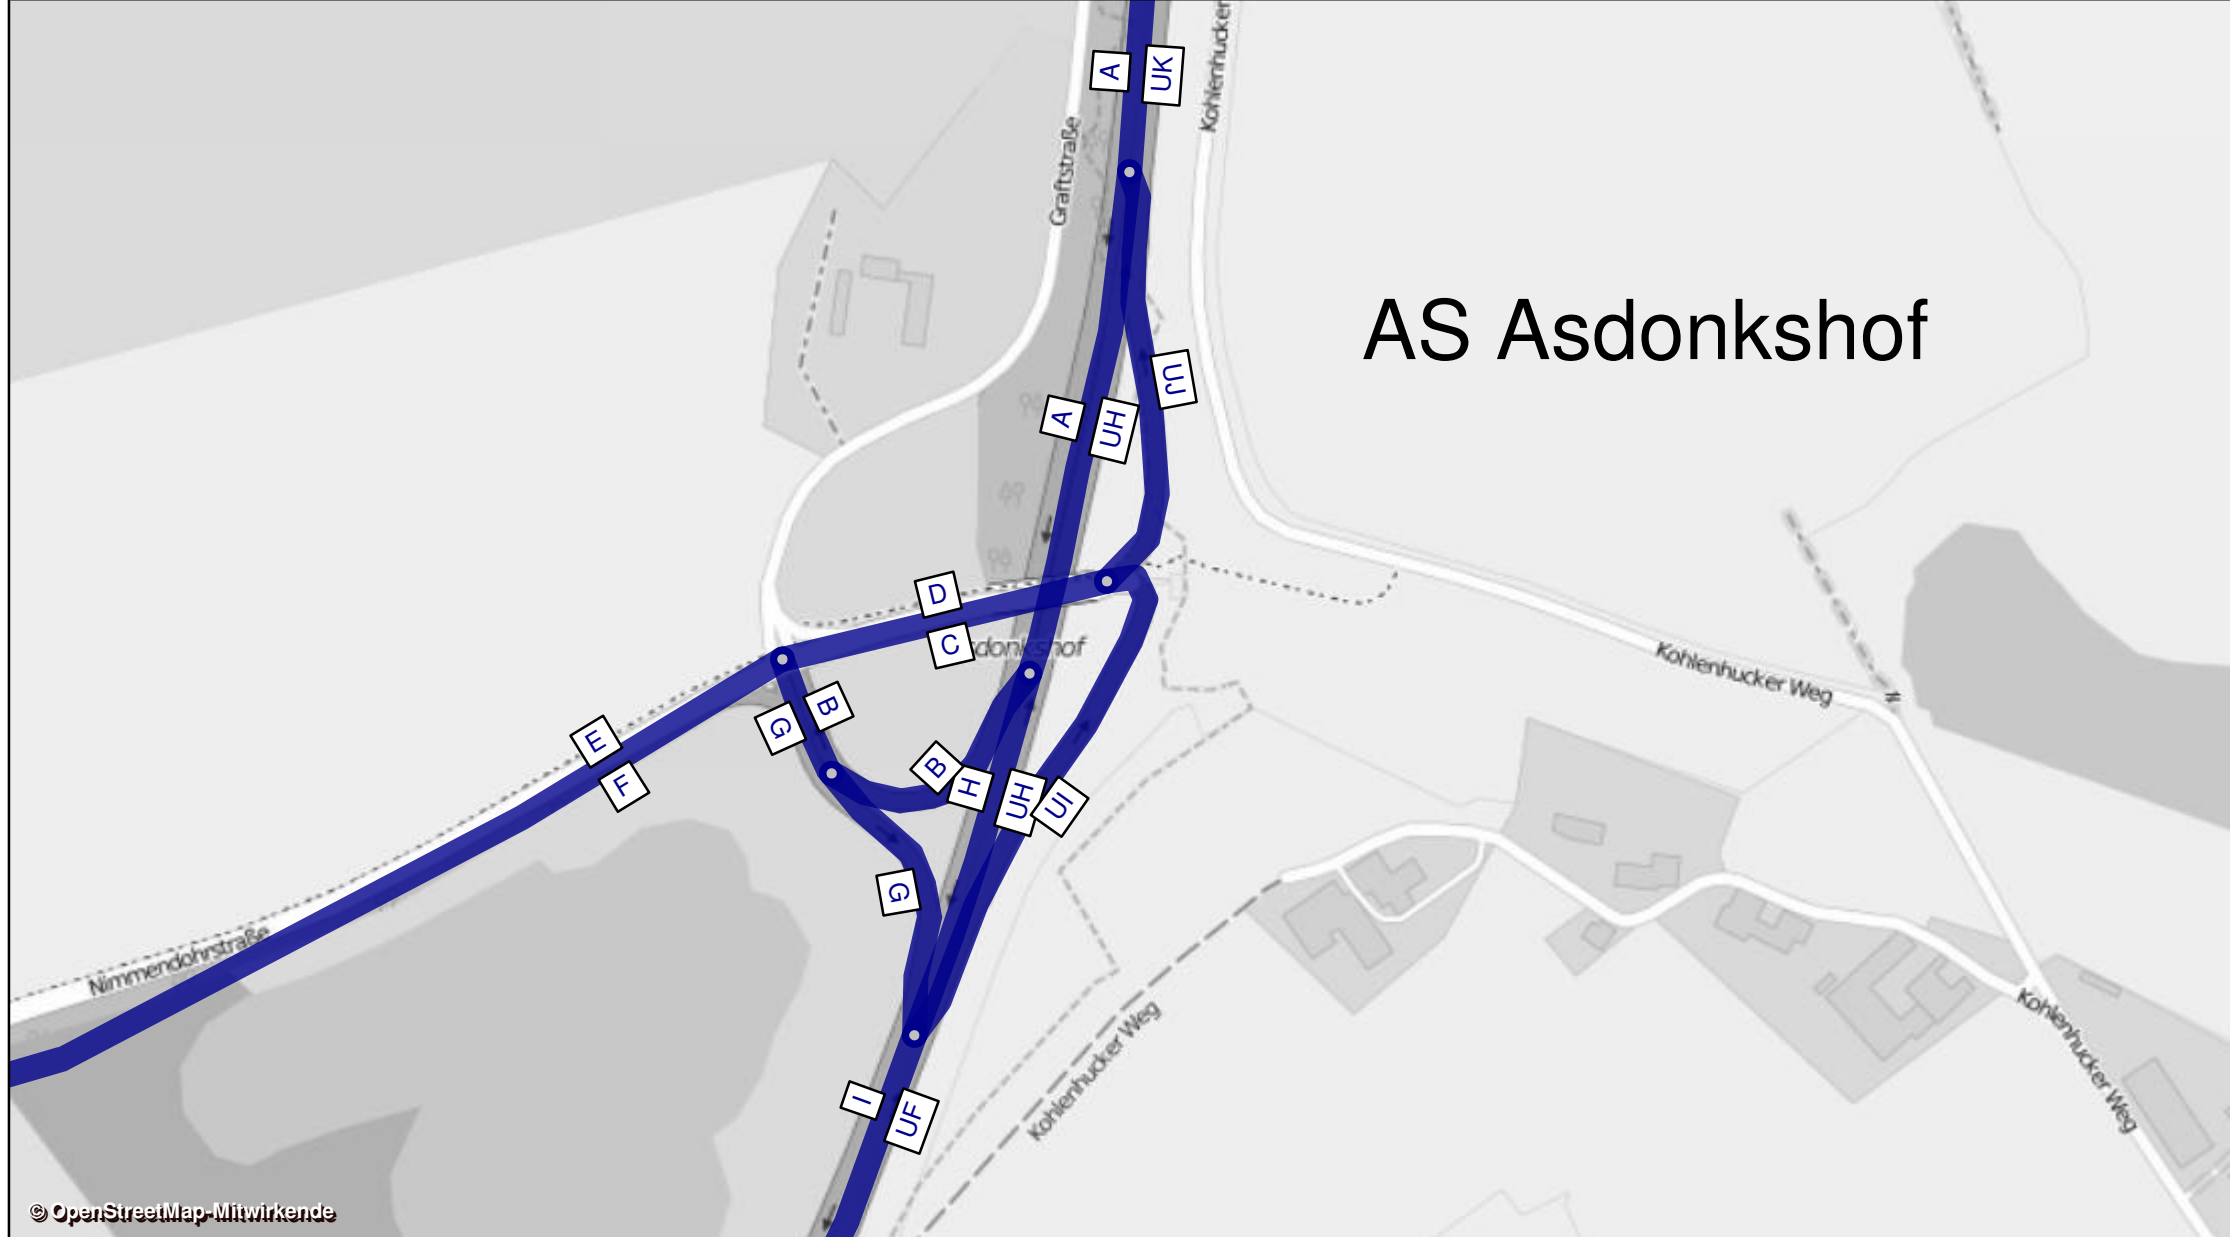 A
UK
Kohlenhucker
Graftstraße
AS Asdonkshof
UJ
A
UH
D
C
sdonkshof
Kohlenhucker Weg
B
G
E
F
B
H
UH
UI
G
Nimmendohrstraße
Kohlenhucker Weg
Kohlenhucker Weg
I
UF
© OpenStreetMap-Mitwirkende